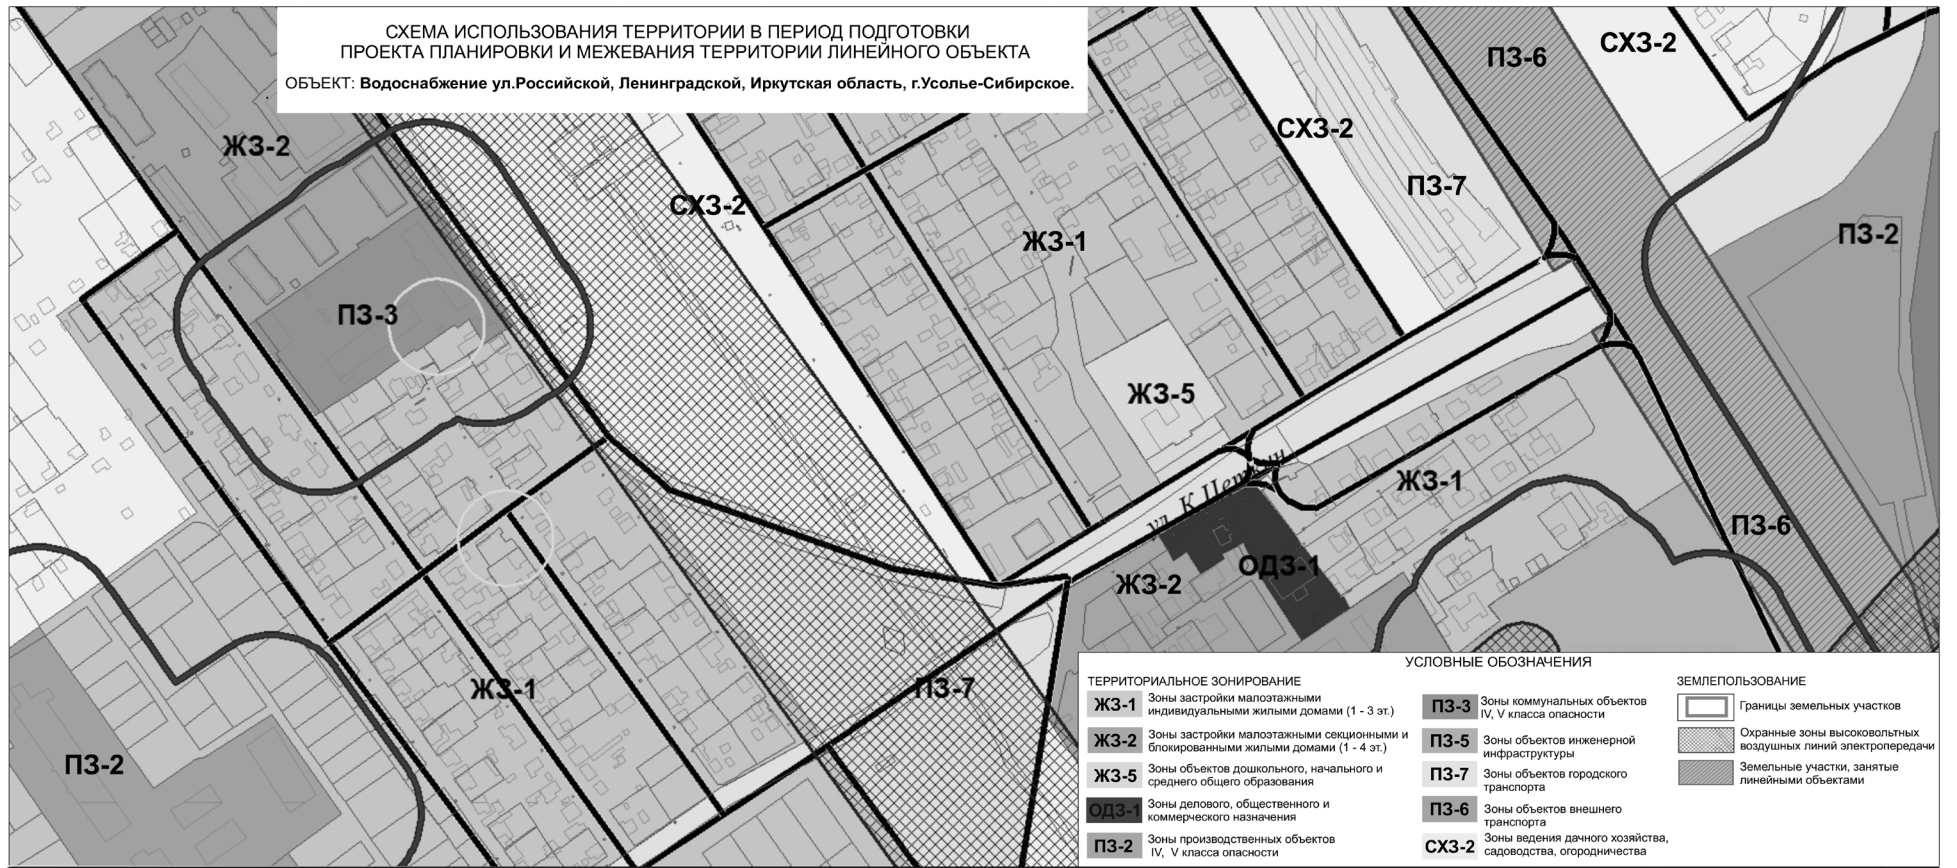 СХЕМА ИСПОЛЬЗОВАНИЯ ТЕРРИТОРИИ В ПЕРИОД ПОДГОТОВКИ
ПРОЕКТА ПЛАНИРОВКИ И МЕЖЕВАНИЯ ТЕРРИТОРИИ ЛИНЕЙНОГО ОБЪЕКТА
ОБЪЕКТ: Водоснабжение ул.Российской, Ленинградской, Иркутская область, г.Усолье-Сибирское.
ЖЗ-2
ПЗ-3
СХЗ-2
ЖЗ-1
СХЗ-2
ПЗ-7
ПЗ-6
СХЗ-2
ПЗ-2
ЖЗ-5
ул. К.Цеткин
ЖЗ-1
ПЗ-6
ОДЗ-1
ЖЗ-2
ЖЗ-1
ПЗ-7
ПЗ-2
УСЛОВНЫЕ ОБОЗНАЧЕНИЯ
ТЕРРИТОРИАЛЬНОЕ ЗОНИРОВАНИЕ
ЖЗ-1 Зоны застройки малоэтажными
индивидуальными жилыми домами (1 - 3 эт.)
ЖЗ-2 Зоны застройки малоэтажными секционными и
блокированными жилыми домами (1 - 4 эт.)
ЖЗ-5 Зоны объектов дошкольного, начального и
среднего общего образования
ОДЗ-1 Зоны делового, общественного и
коммерческого назначения
ПЗ-2 Зоны производственных объектов
IV, V класса опасности
ПЗ-3 Зоны коммунальных объектов
IV, V класса опасности
ПЗ-5 Зоны объектов инженерной
инфраструктуры
ПЗ-7 Зоны объектов городского
транспорта
ПЗ-6 Зоны объектов внешнего
транспорта
СХЗ-2 Зоны ведения дачного хозяйства,
садоводства, огородничества
ЗЕМЛЕПОЛЬЗОВАНИЕ
Границы земельных участков
Охранные зоны высоковольтных
воздушных линий электропередачи
Земельные участки, занятые
линейными объектами